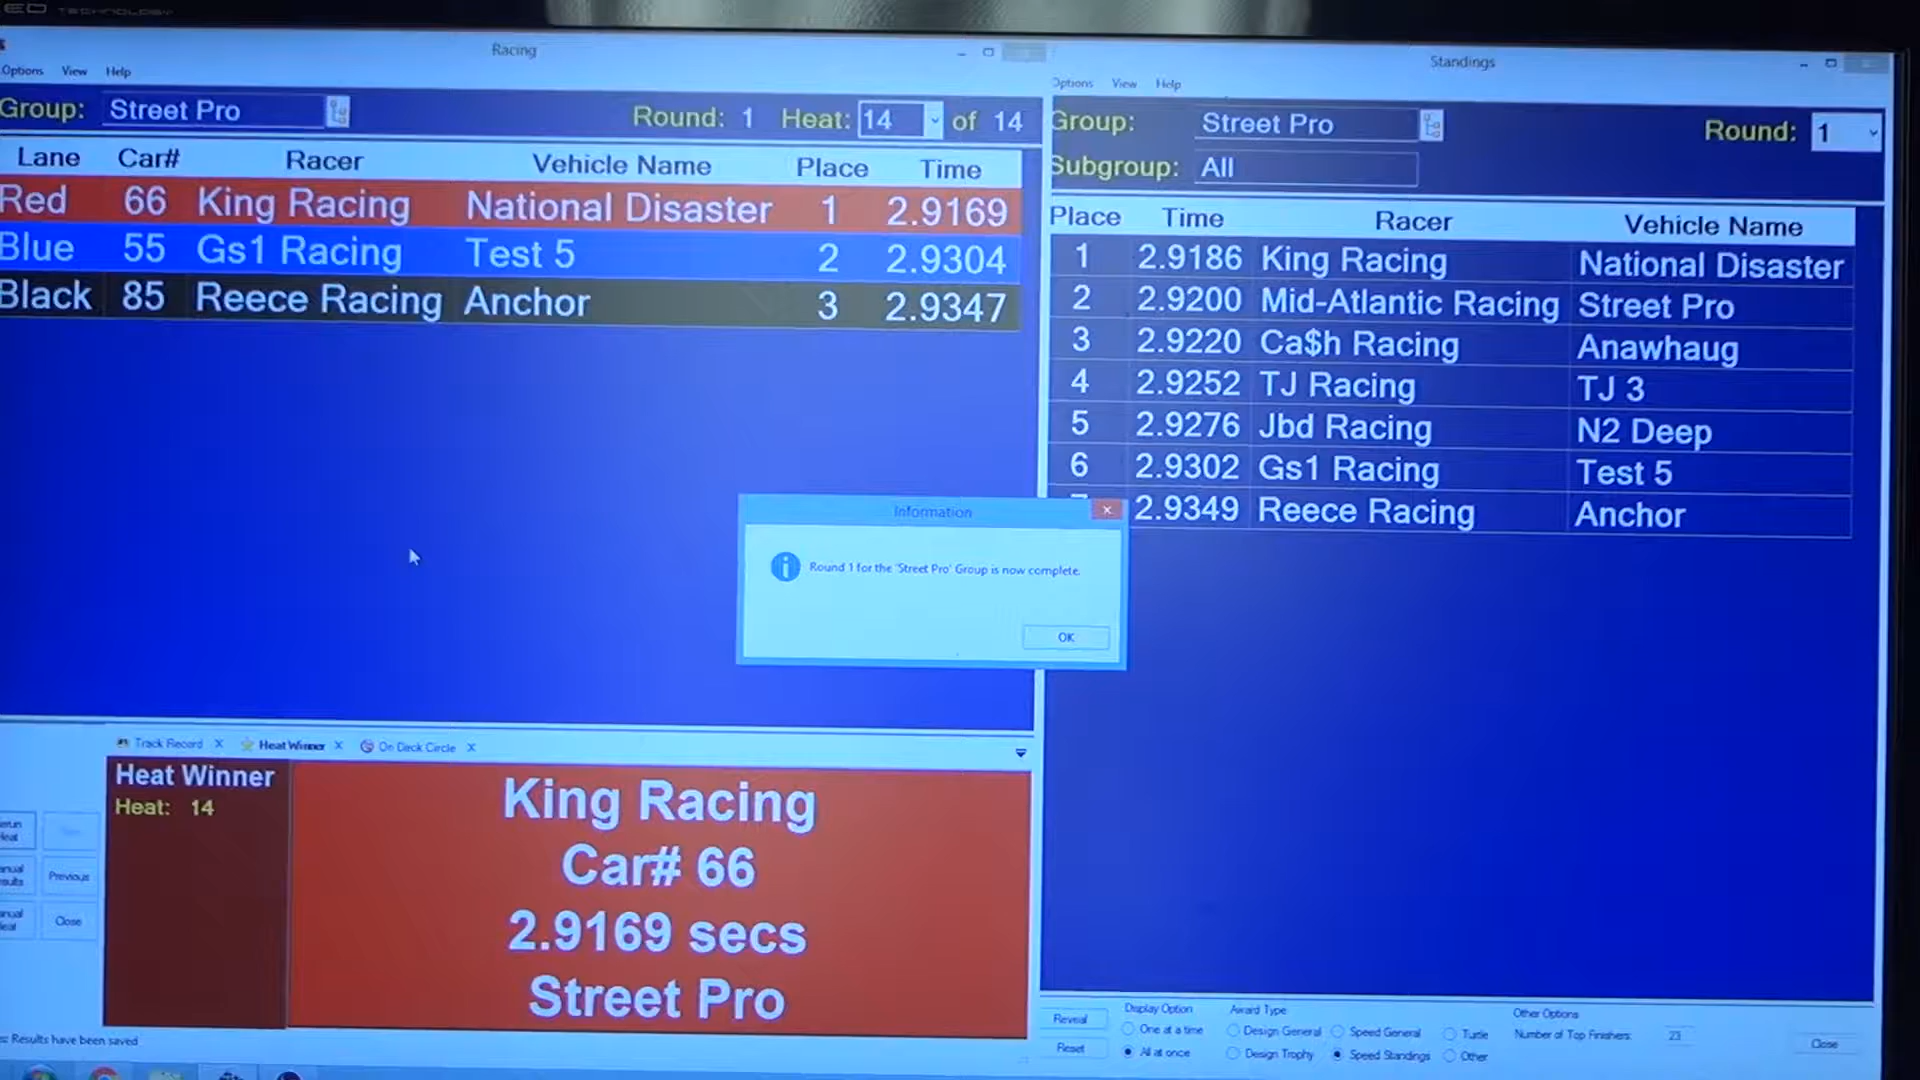 TECHNOLOGY
Racing
Options View Help
Group: Street Pro Round: 1 Heat: 14 of 14
Lane Car# Racer Vehicle Name Place Time
Red 66 King Racing National Disaster 1 2.9169
Blue 55 Gs1 Racing Test 5 2 2.9304
Black 85 Reece Racing Anchor 3 2.9347
Standings
Options View Help
Group: Street Pro Round: 1
Subgroup: All
Place Time Racer Vehicle Name
1 2.9186 King Racing National Disaster
2 2.9200 Mid-Atlantic Racing Street Pro
3 2.9220 Ca$h Racing Anawhaug
4 2.9252 TJ Racing TJ 3
5 2.9276 Jbd Racing N2 Deep
6 2.9302 Gs1 Racing Test 5
2.9349 Reece Racing Anchor
Information
Round 1 for the 'Street Pro' Group is now complete.
OK
Track Record Heat Winner On Deck Circle
Heat Winner
Heat: 14
King Racing
Car# 66
2.9169 secs
Street Pro
Previous
Close
Results have been saved
Reveal
Reset
Display Option
One at a time
All at once
Award Type
Design General Speed General Turtle
Design Trophy Speed Standings Other
Other Options
Number of Top Finishers: 23
Close